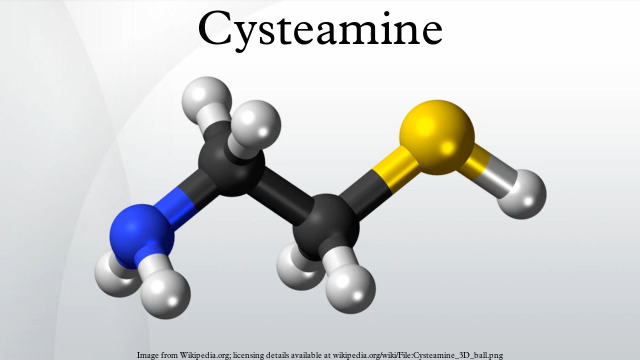 Cysteamine
Image from Wikipedia.org; licensing details available at wikipedia.org/wiki/File:Cysteamine_3D_ball.png